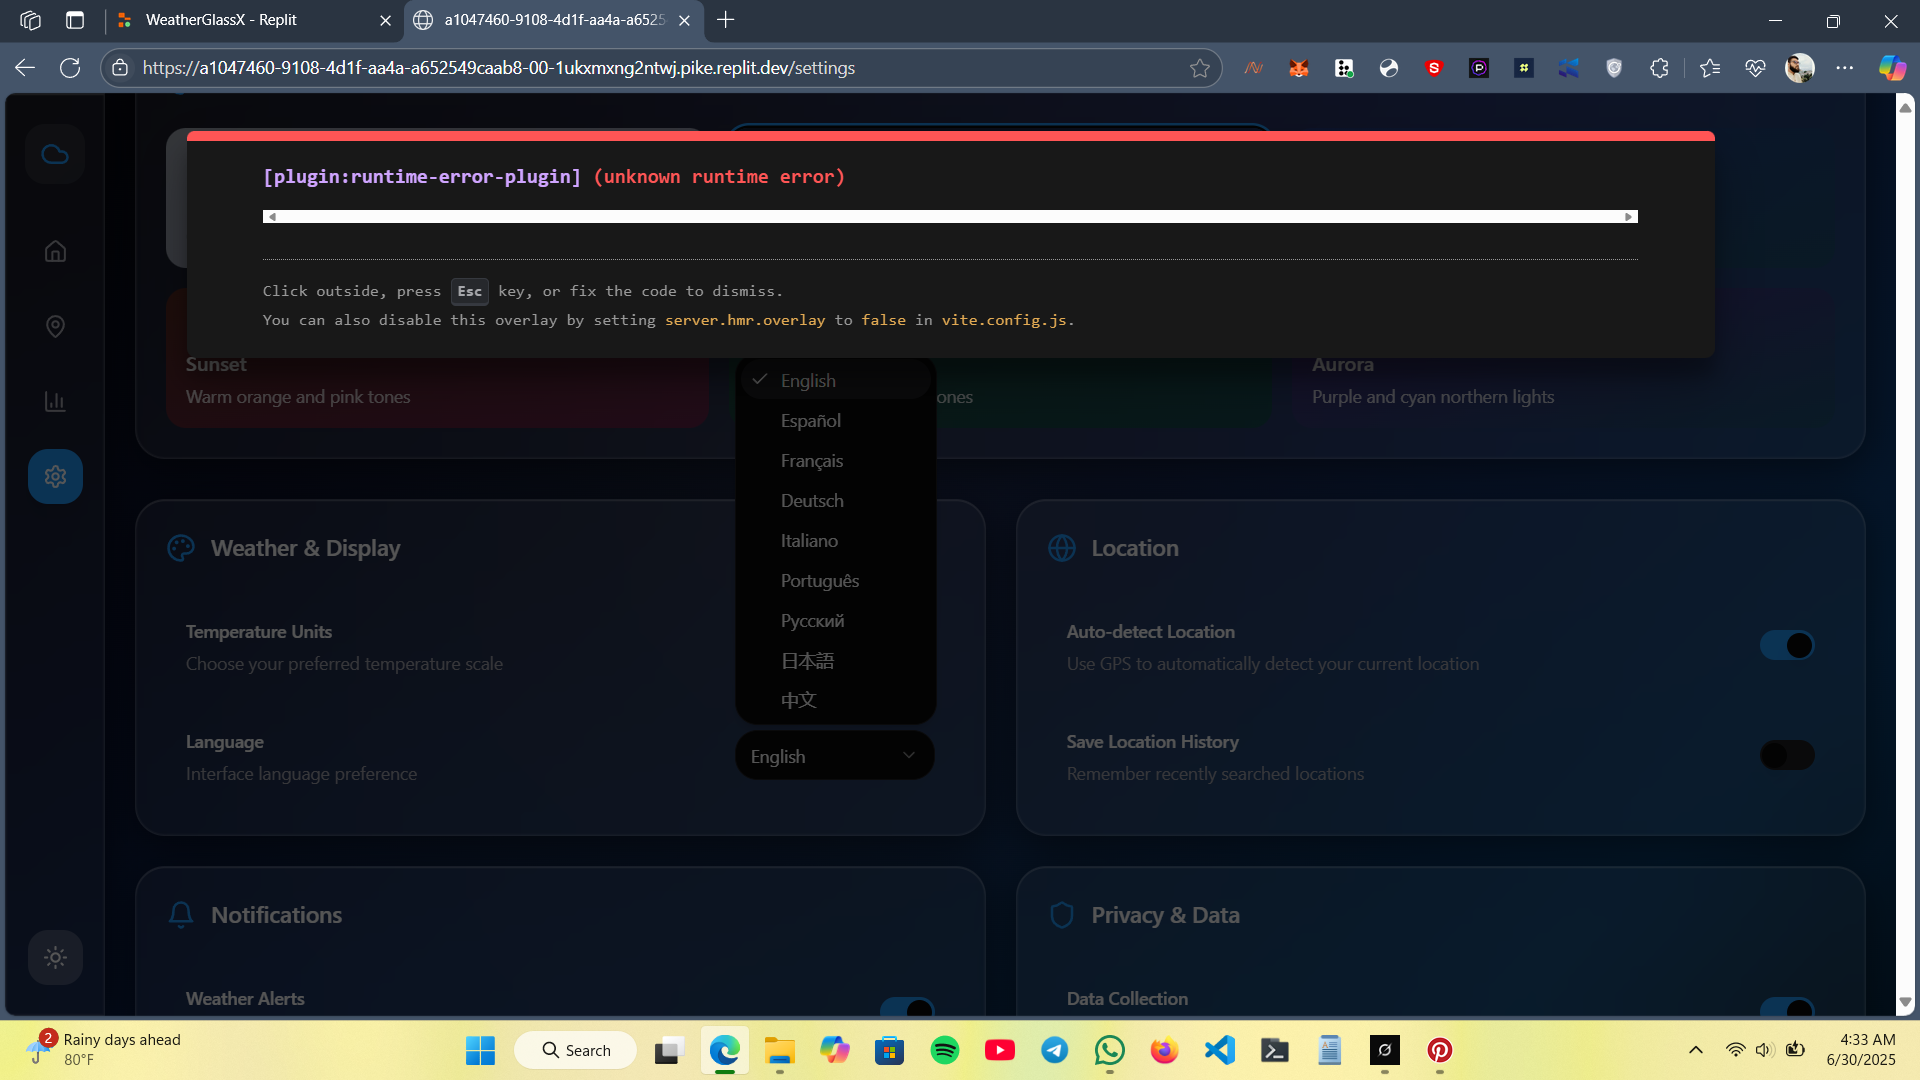 WeatherGlassX - Replit
a1047460-9108-4d1f-aa4a-a6525
https://a1047460-9108-4d1f-aa4a-a652549caab8-00-1ukxmxng2ntwj.pike.replit.dev/settings
[plugin:runtime-error-plugin] (unknown runtime error)
Click outside, press Esc key, or fix the code to dismiss.
You can also disable this overlay by setting server.hmr.overlay to false in vite.config.js.
Sunset
Warm orange and pink tones
ones
Aurora
Purple and cyan northern lights
English
Español
Français
Deutsch
Italiano
Português
Русский
日本語
中文
Weather & Display
Temperature Units
Choose your preferred temperature scale
Language
Interface language preference
English
Location
Auto-detect Location
Use GPS to automatically detect your current location
Save Location History
Remember recently searched locations
Notifications
Weather Alerts
Privacy & Data
Data Collection
2
Rainy days ahead
80°F
Search
4:33 AM
6/30/2025